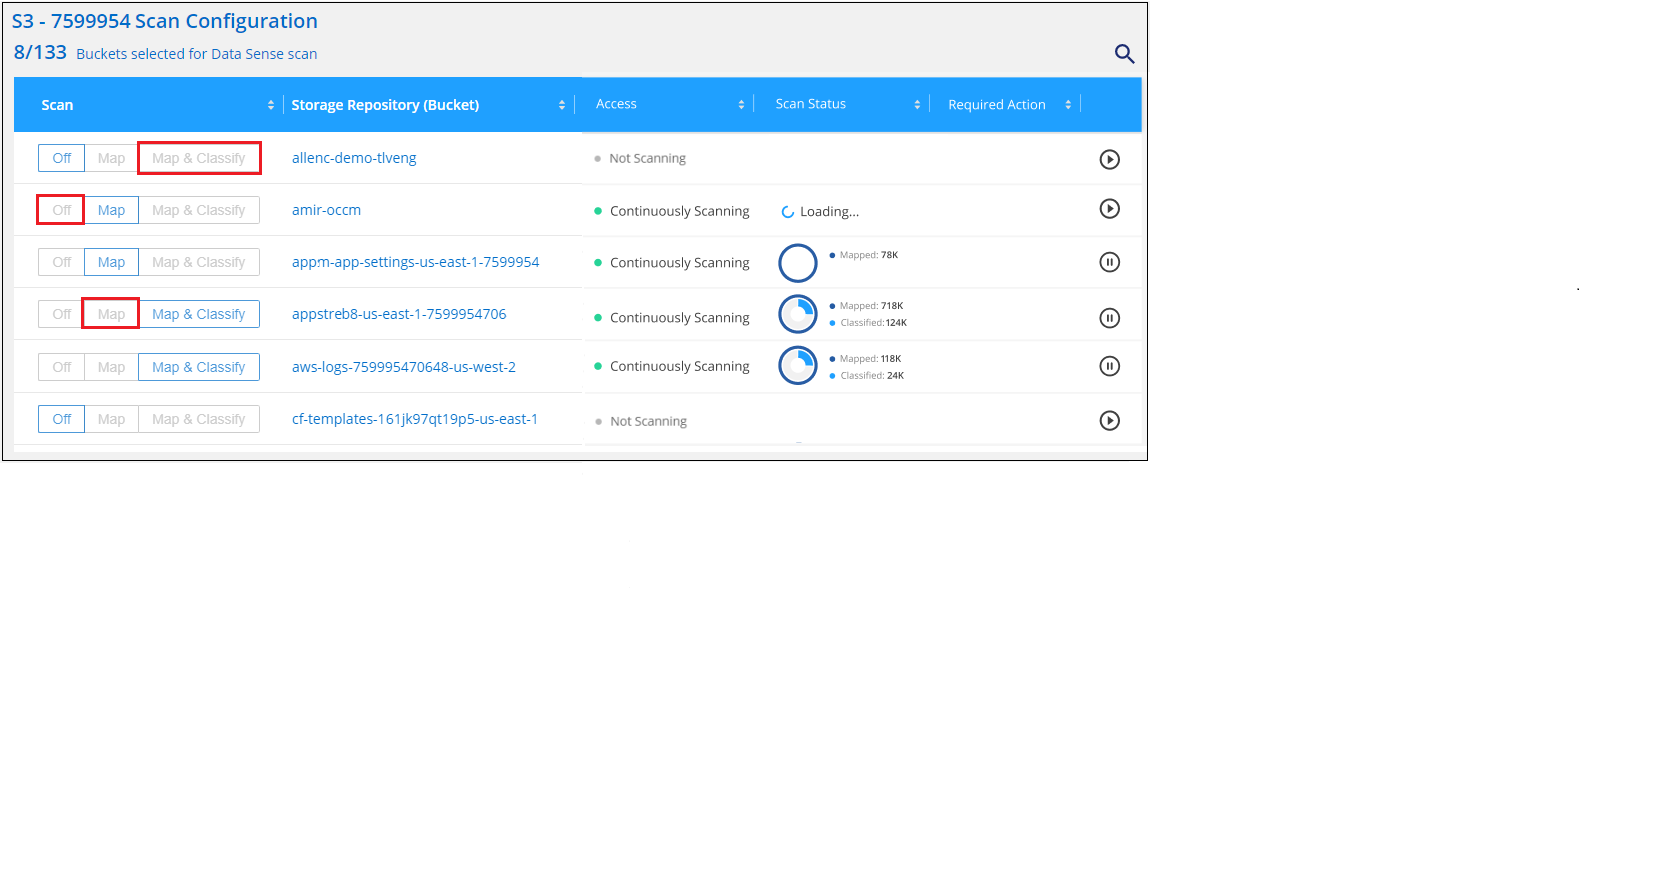 S3 - 7599954 Scan Configuration
8/133 Buckets selected for Data Sense scan
Scan Storage Repository (Bucket) Access Scan Status Required Action
Off Map Map & Classify allenc-demo-tlveng Not Scanning
Off Map Map & Classify amir-occm Continuously Scanning Loading...
Off Map Map & Classify appm-app-settings-us-east-1-7599954 Continuously Scanning Mapped: 78K
Off Map Map & Classify appstreb8-us-east-1-7599954706 Continuously Scanning Mapped: 718K
Classified:124K
Off Map Map & Classify aws-logs-759995470648-us-west-2 Continuously Scanning Mapped: 118K
Classified: 24K
Off Map Map & Classify cf-templates-161jk97qt19p5-us-east-1 Not Scanning